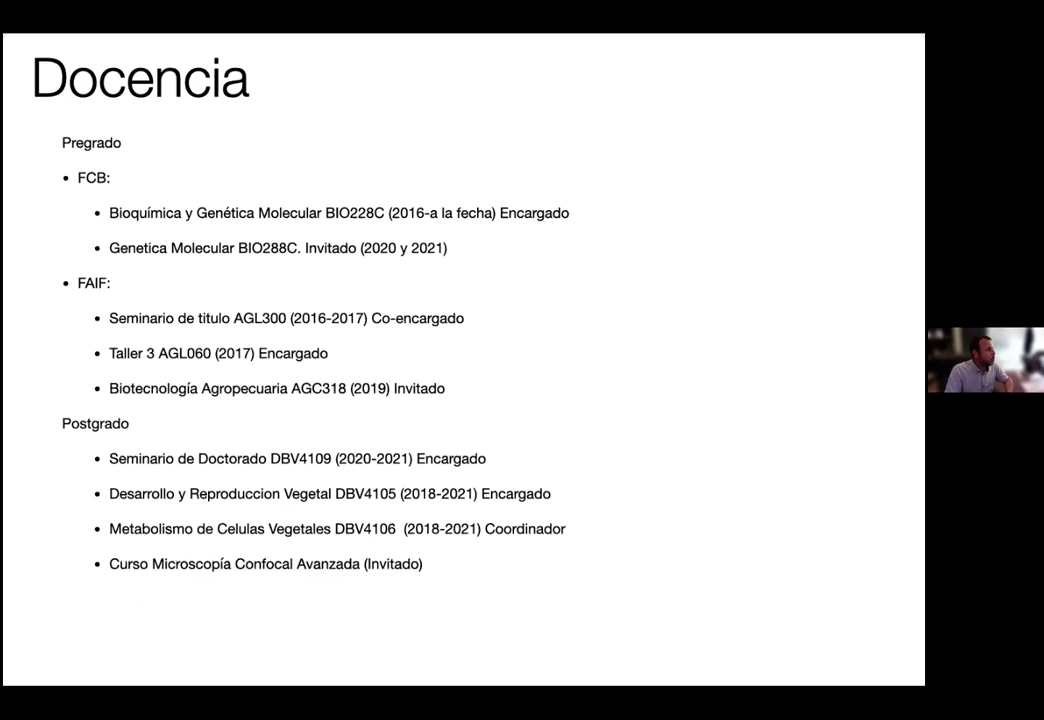 Docencia
Pregrado
• FCB:
• Bioquímica y Genética Molecular BIO228C (2016-a la fecha) Encargado
• Genetica Molecular BIO288C. Invitado (2020 y 2021)
• FAIF:
• Seminario de titulo AGL300 (2016-2017) Co-encargado
• Taller 3 AGL060 (2017) Encargado
• Biotecnología Agropecuaria AGC318 (2019) Invitado
Postgrado
• Seminario de Doctorado DBV4109 (2020-2021) Encargado
• Desarrollo y Reproduccion Vegetal DBV4105 (2018-2021) Encargado
• Metabolismo de Celulas Vegetales DBV4106 (2018-2021) Coordinador
• Curso Microscopía Confocal Avanzada (Invitado)